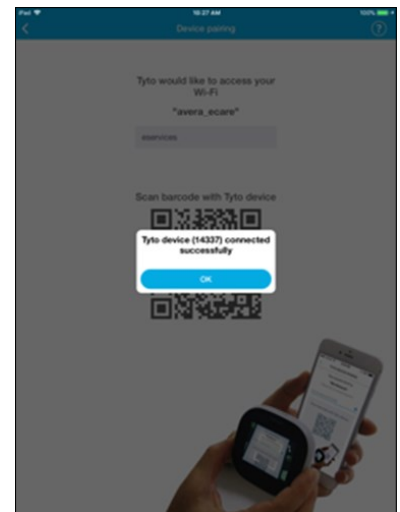 iPad 10:27 AM 100%
Device pairing ?
Tyto would like to access your
Wi-Fi
"avera_ecare"
Scan barcode with Tyto device
Tyto device (14337) connected
successfully
OK